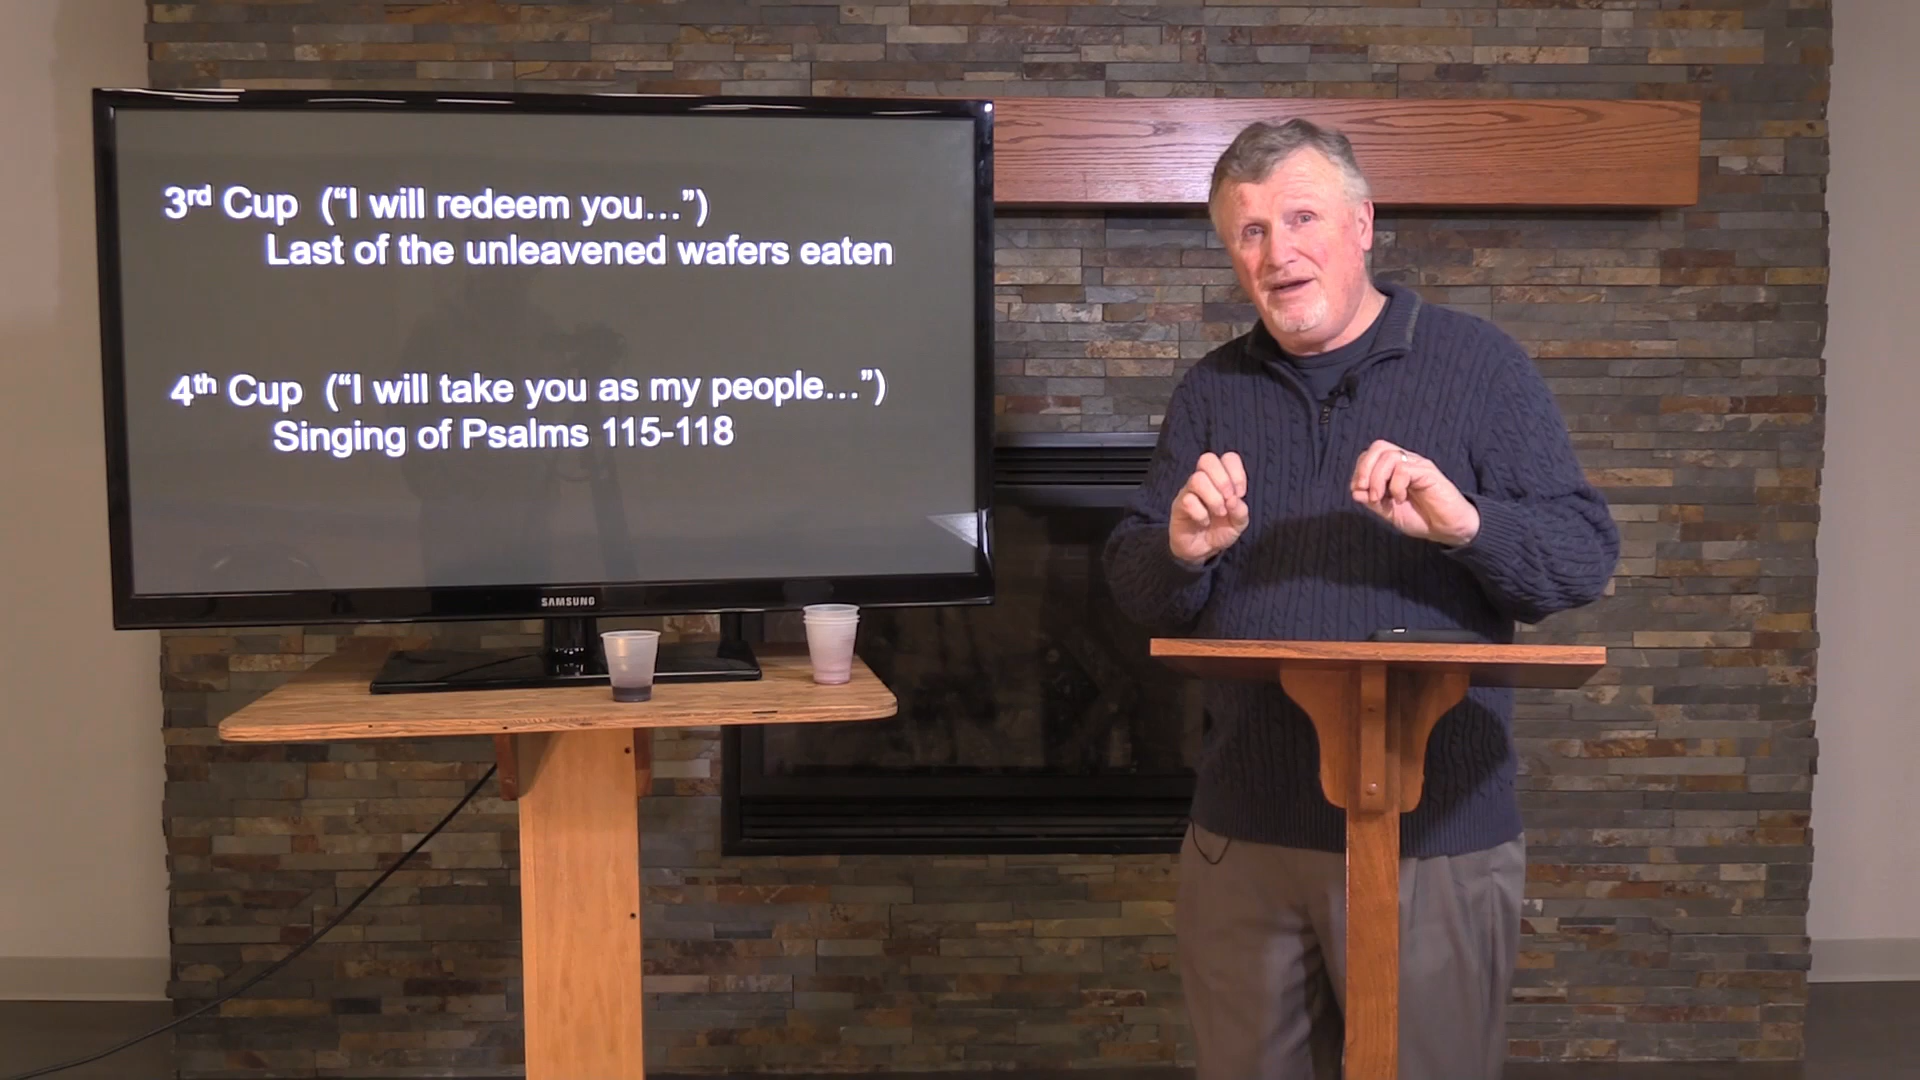 3rd Cup (“I will redeem you…”)
Last of the unleavened wafers eaten
4th Cup (“I will take you as my people…”)
Singing of Psalms 115-118
SAMSUNG